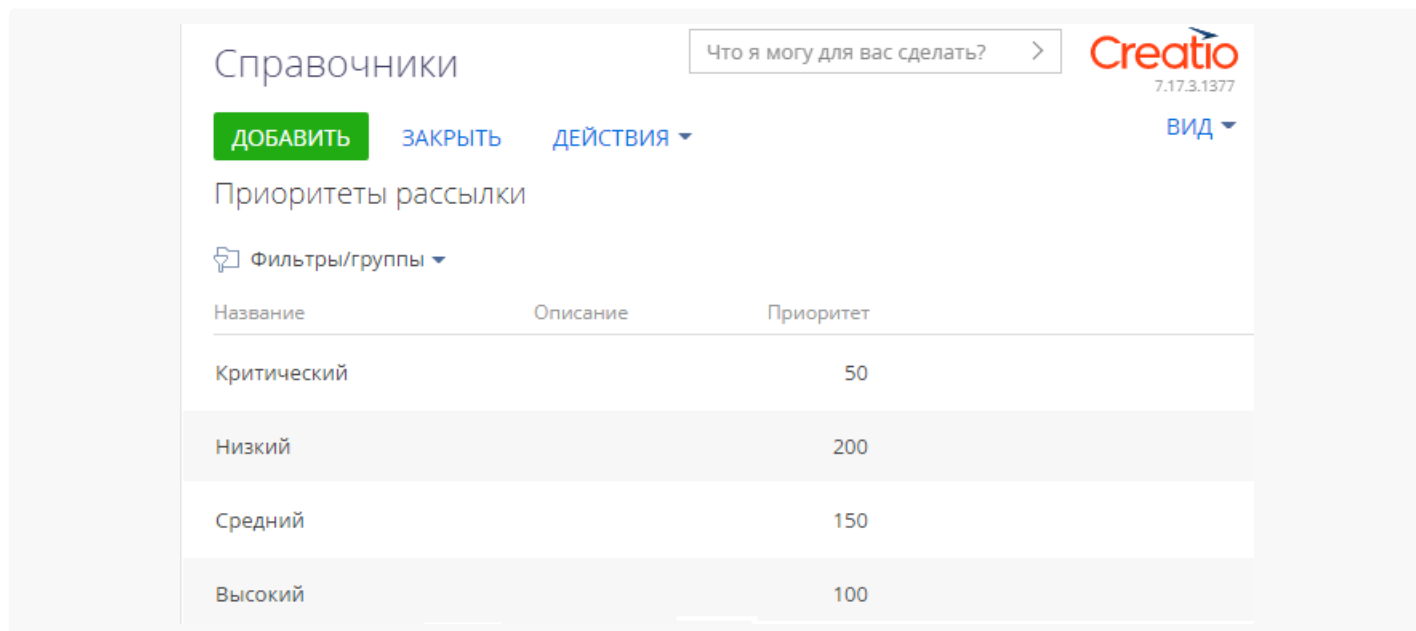 Справочники
Что я могу для вас сделать?
Creatio
7.17.3.1377
ДОБАВИТЬ ЗАКРЫТЬ ДЕЙСТВИЯ
ВИД
Приоритеты рассылки
Фильтры/группы
Название Описание Приоритет
Критический 50
Низкий 200
Средний 150
Высокий 100